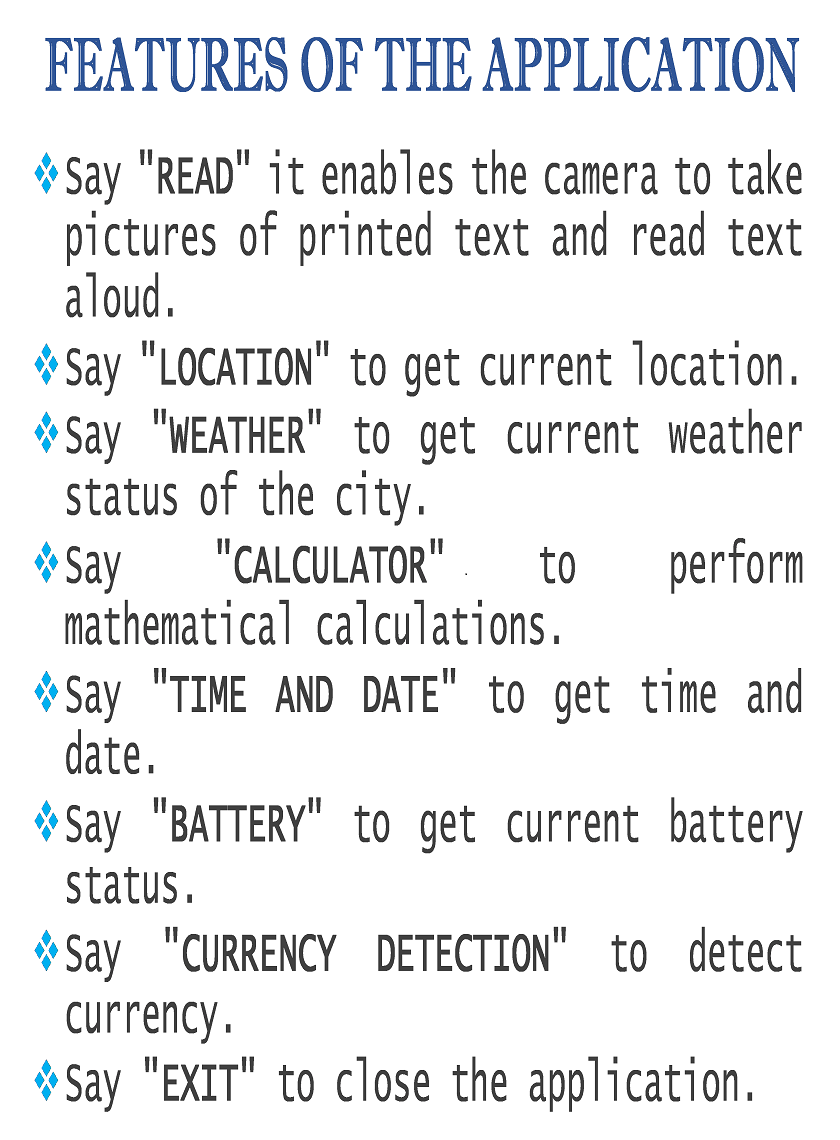 FEATURES OF THE APPLICATION
❖Say "READ" it enables the camera to take
pictures of printed text and read text
aloud.
❖Say "LOCATION" to get current location.
❖Say "WEATHER" to get current weather
status of the city.
❖Say "CALCULATOR" to perform
mathematical calculations.
❖Say "TIME AND DATE" to get time and
date.
❖Say "BATTERY" to get current battery
status.
❖Say "CURRENCY DETECTION" to detect
currency.
❖Say "EXIT" to close the application.